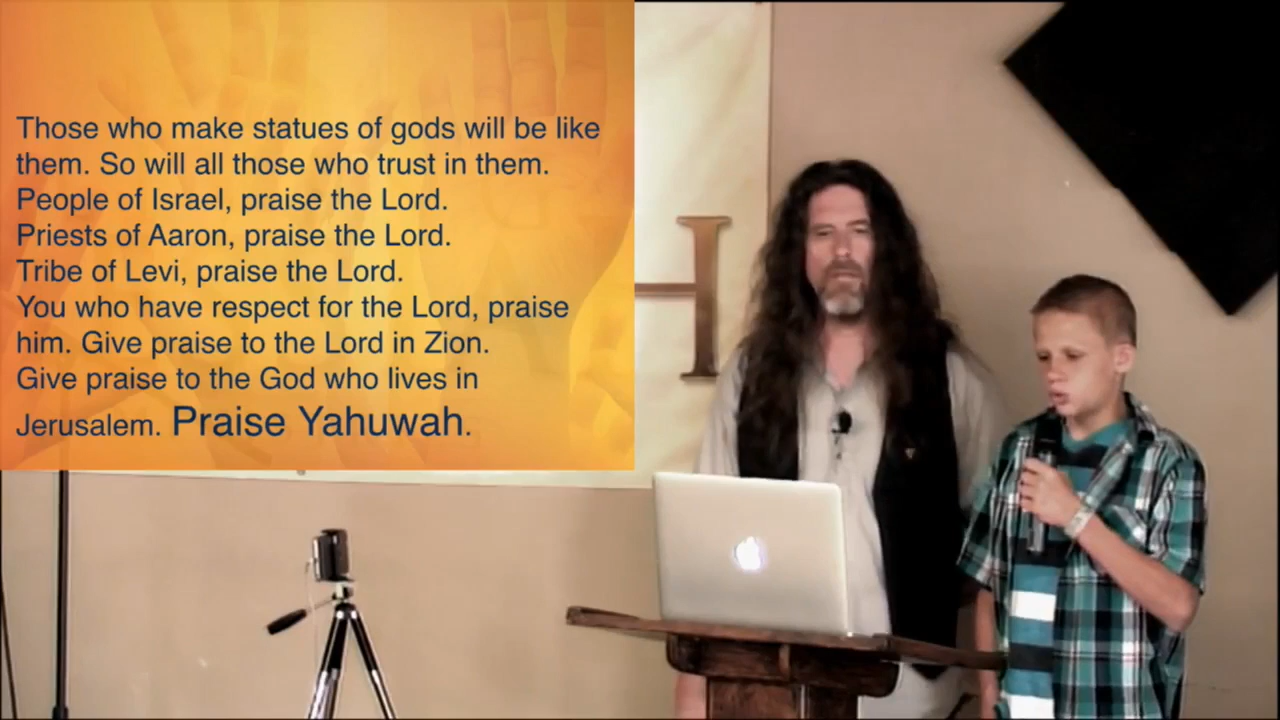 Those who make statues of gods will be like
them. So will all those who trust in them.
People of Israel, praise the Lord.
Priests of Aaron, praise the Lord.
Tribe of Levi, praise the Lord.
You who have respect for the Lord, praise
him. Give praise to the Lord in Zion.
Give praise to the God who lives in
Jerusalem. Praise Yahuwah.
H